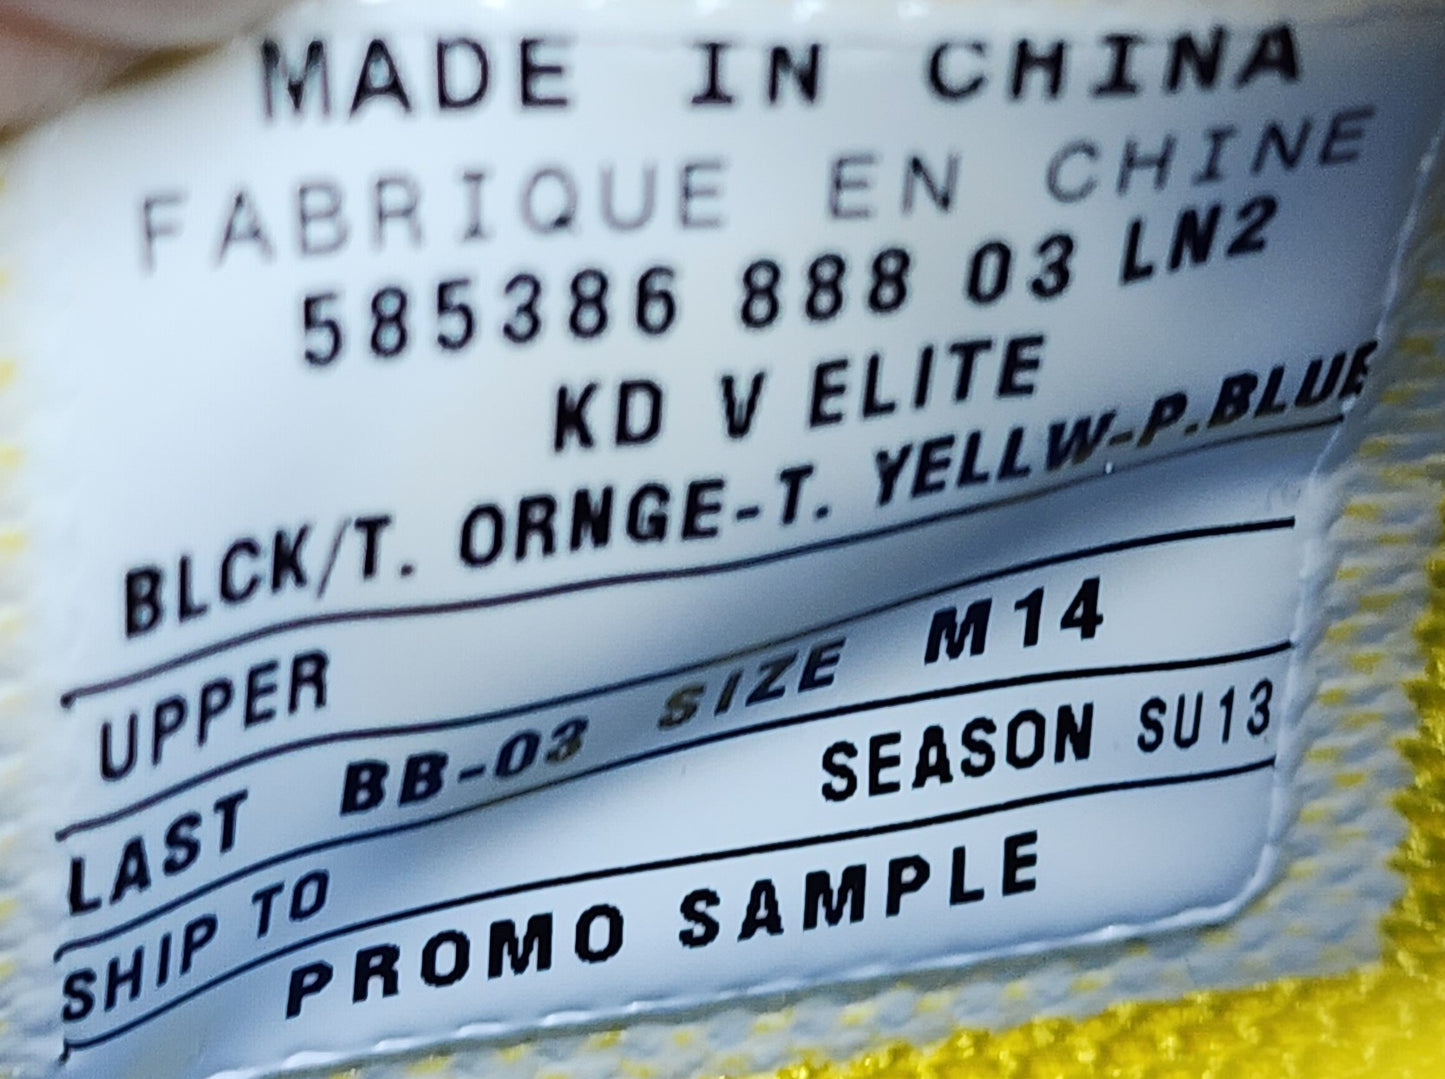 MADE IN CHINA
FABRIQUE EN CHINE
585386 888 03 LN2
KD V ELITE
BLCK/T. ORNGE-T. YELLW-P.BLUE
UPPER
LAST BB-03 SIZE M14
SHIP TO SEASON SU13
PROMO SAMPLE